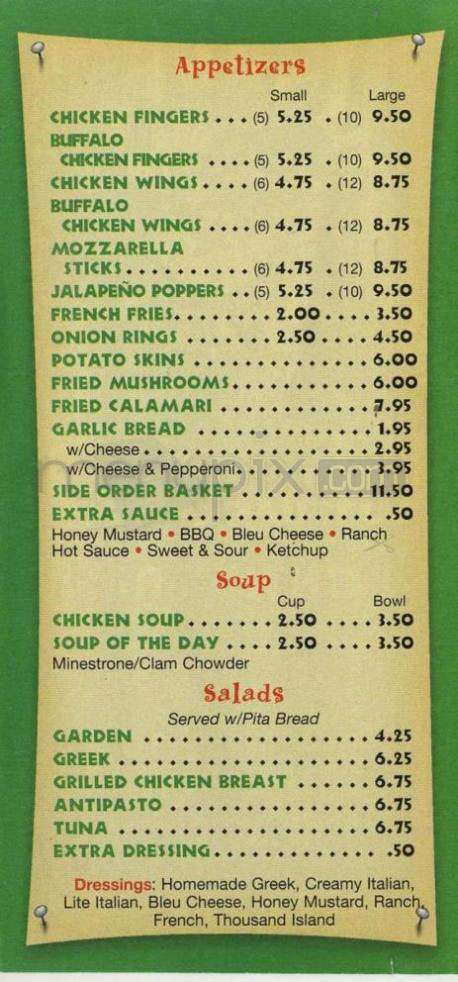 Appetizers
Small Large
CHICKEN FINGERS . . . (5) 5.25 . (10) 9.50
BUFFALO
CHICKEN FINGERS . . . . (5) 5.25 . (10) 9.50
CHICKEN WINGS . . . . (6) 4.75 . (12) 8.75
BUFFALO
CHICKEN WINGS . . . . (6) 4.75 . (12) 8.75
MOZZARELLA
STICKS . . . . . . . . . . (6) 4.75 . (12) 8.75
JALAPEÑO POPPERS . . (5) 5.25 . (10) 9.50
FRENCH FRIES . . . . . . . . 2.00 . . . . 3.50
ONION RINGS . . . . . . . 2.50 . . . . 4.50
POTATO SKINS . . . . . . . . . . . . . . 6.00
FRIED MUSHROOMS . . . . . . . . . . . 6.00
FRIED CALAMARI . . . . . . . . . . . . 7.95
GARLIC BREAD . . . . . . . . . . . . . . 1.95
w/Cheese . . . . . . . . . . . . . . . . . . 2.95
w/Cheese & Pepperoni . . . . . . . . . . . 3.95
SIDE ORDER BASKET . . . . . . . . . . 11.50
EXTRA SAUCE . . . . . . . . . . . . . . . .50
Honey Mustard • BBQ • Bleu Cheese • Ranch
Hot Sauce • Sweet & Sour • Ketchup
Soup
Cup Bowl
CHICKEN SOUP . . . . . . . 2.50 . . . . 3.50
SOUP OF THE DAY . . . . 2.50 . . . . 3.50
Minestrone/Clam Chowder
Salads
Served w/Pita Bread
GARDEN . . . . . . . . . . . . . . . . . . 4.25
GREEK . . . . . . . . . . . . . . . . . . . . 6.25
GRILLED CHICKEN BREAST . . . . . . 6.75
ANTIPASTO . . . . . . . . . . . . . . . . 6.75
TUNA . . . . . . . . . . . . . . . . . . . . 6.75
EXTRA DRESSING . . . . . . . . . . . . . .50
Dressings: Homemade Greek, Creamy Italian,
Lite Italian, Bleu Cheese, Honey Mustard, Ranch,
French, Thousand Island